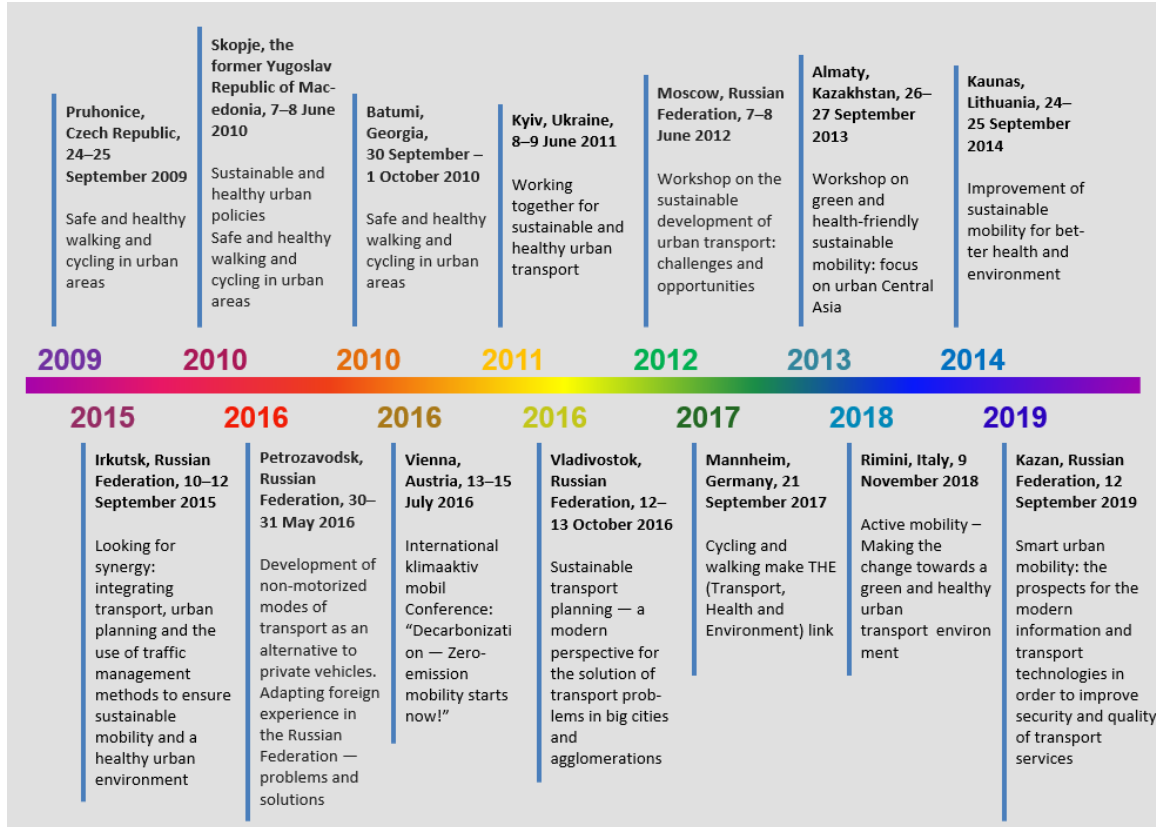 Pruhonice,
Czech Republic,
24–25
September 2009
Safe and healthy
walking and
cycling in urban
areas
Skopje, the
former Yugoslav
Republic of Mac-
edonia, 7–8 June
2010
Sustainable and
healthy urban
policies
Safe and healthy
walking and
cycling in urban
areas
Batumi,
Georgia,
30 September –
1 October 2010
Safe and healthy
walking and
cycling in urban
areas
Kyiv, Ukraine,
8–9 June 2011
Working
together for
sustainable and
healthy urban
transport
Moscow, Russian
Federation, 7–8
June 2012
Workshop on the
sustainable
development of
urban transport:
challenges and
opportunities
Almaty,
Kazakhstan, 26–
27 September
2013
Workshop on
green and
health-friendly
sustainable
mobility: focus
on urban Central
Asia
Kaunas,
Lithuania, 24–
25 September
2014
Improvement of
sustainable
mobility for bet-
ter health and
environment
2009 2010 2010 2011 2012 2013 2014
2015 2016 2016 2016 2017 2018 2019
Irkutsk, Russian
Federation, 10–12
September 2015
Looking for
synergy:
integrating
transport, urban
planning and the
use of traffic
management
methods to ensure
sustainable
mobility and a
healthy urban
environment
Petrozavodsk,
Russian
Federation, 30–
31 May 2016
Development of
non-motorized
modes of
transport as an
alternative to
private vehicles.
Adapting foreign
experience in
the Russian
Federation —
problems and
solutions
Vienna,
Austria, 13–15
July 2016
International
klimaaktiv
mobil
Conference:
“Decarbonizati
on — Zero-
emission
mobility starts
now!”
Vladivostok,
Russian
Federation, 12–
13 October 2016
Sustainable
transport
planning — a
modern
perspective for
the solution of
transport prob-
lems in big cities
and
agglomerations
Mannheim,
Germany, 21
September 2017
Cycling and
walking make THE
(Transport,
Health and
Environment) link
Rimini, Italy, 9
November 2018
Active mobility –
Making the
change towards a
green and healthy
urban
transport environ
ment
Kazan, Russian
Federation, 12
September 2019
Smart urban
mobility: the
prospects for the
modern
information and
transport
technologies in
order to improve
security and quality
of transport
services